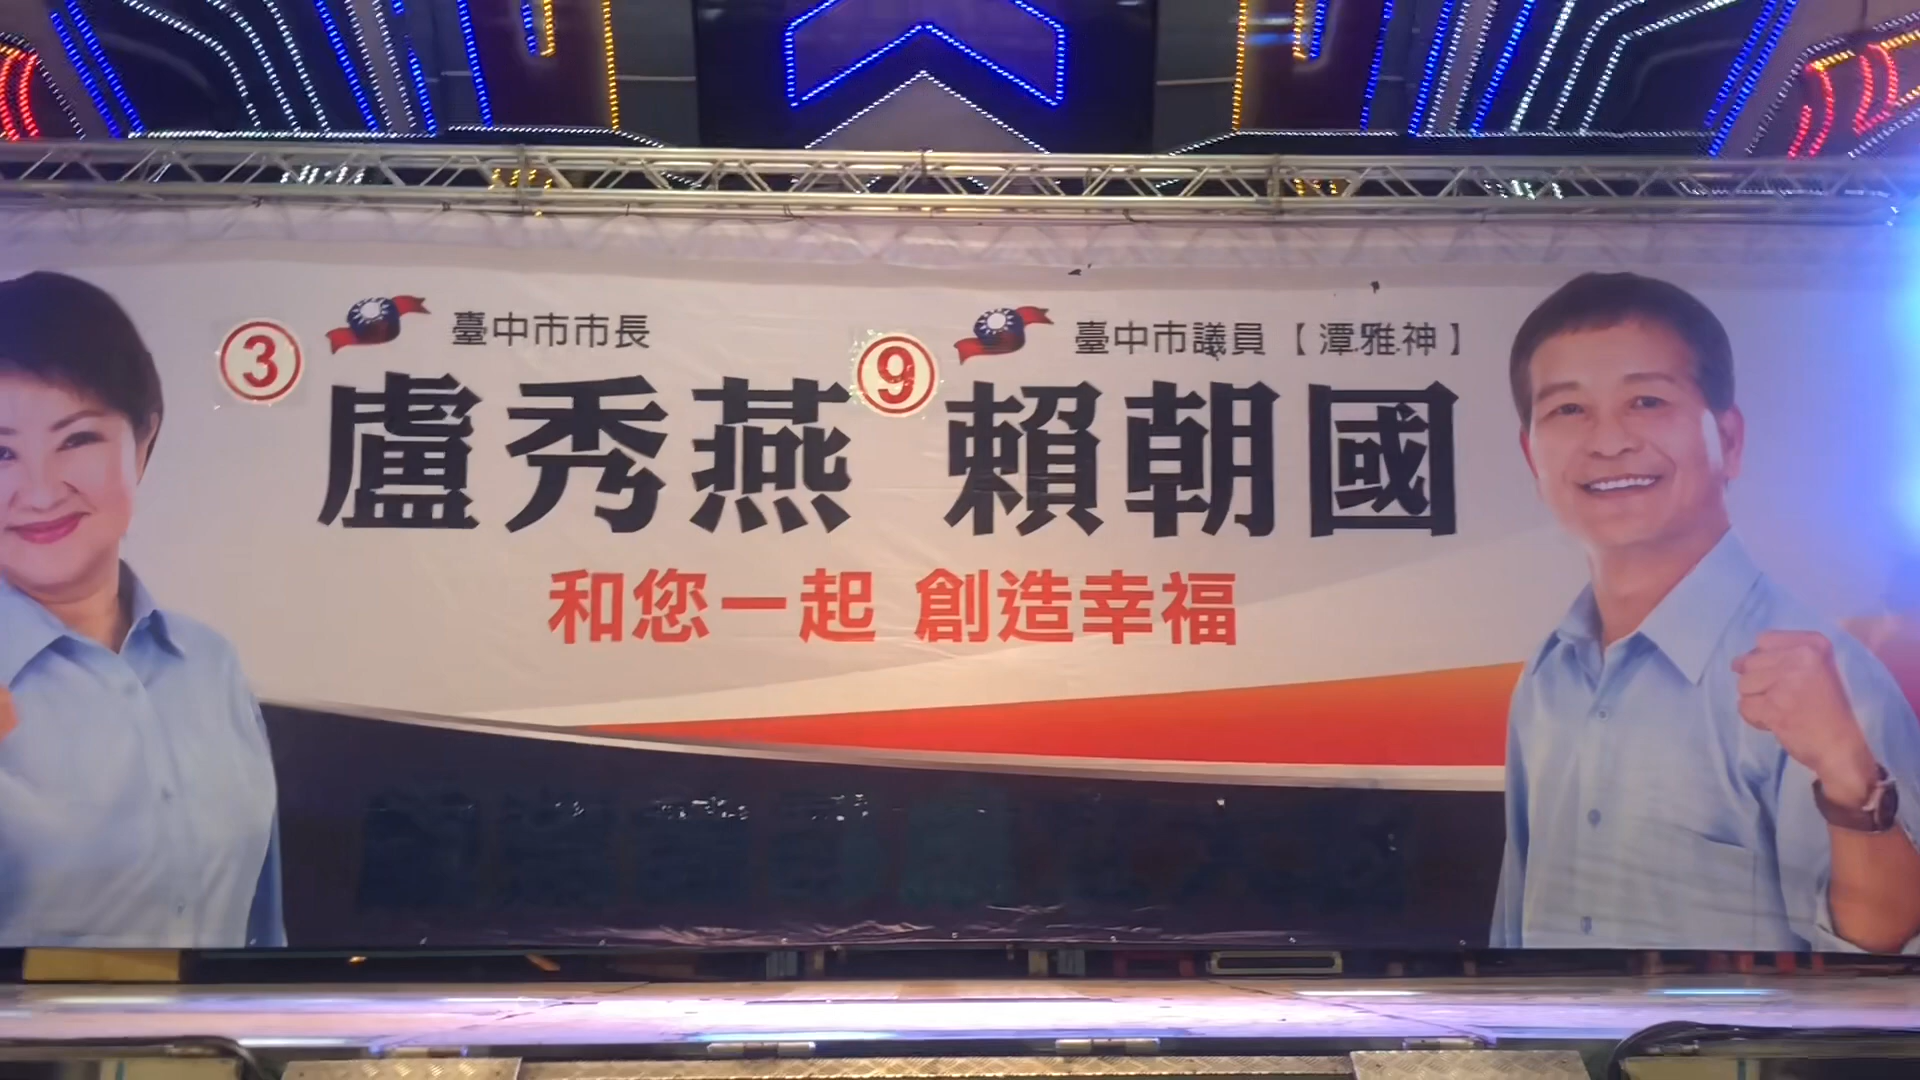 ③ 臺中市市長
盧秀燕
⑨ 臺中市議員【潭.雅.神】
賴朝國
和您一起 創造幸福